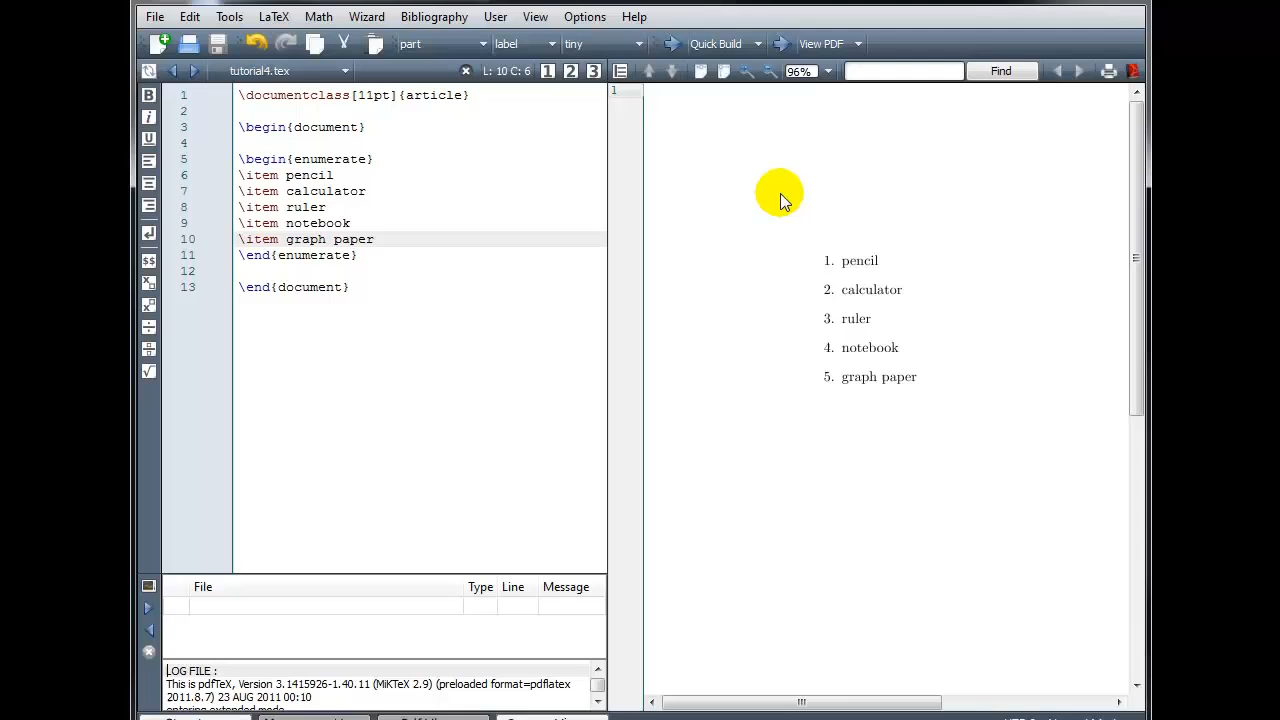 File Edit Tools LaTeX Math Wizard Bibliography User View Options Help
part label tiny Quick Build View PDF
tutorial4.tex L: 10 C: 6 1 2 3 96% Find
1 \documentclass[11pt]{article}
2
3 \begin{document}
4
5 \begin{enumerate}
6 \item pencil
7 \item calculator
8 \item ruler
9 \item notebook
10 \item graph paper
11 \end{enumerate}
12
13 \end{document}
B
i
U
$$
1
1. pencil
2. calculator
3. ruler
4. notebook
5. graph paper
File Type Line Message
LOG FILE :
This is pdfTeX, Version 3.1415926-1.40.11 (MiKTeX 2.9) (preloaded format=pdflatex
2011.8.7) 23 AUG 2011 00:10
entering extended mode